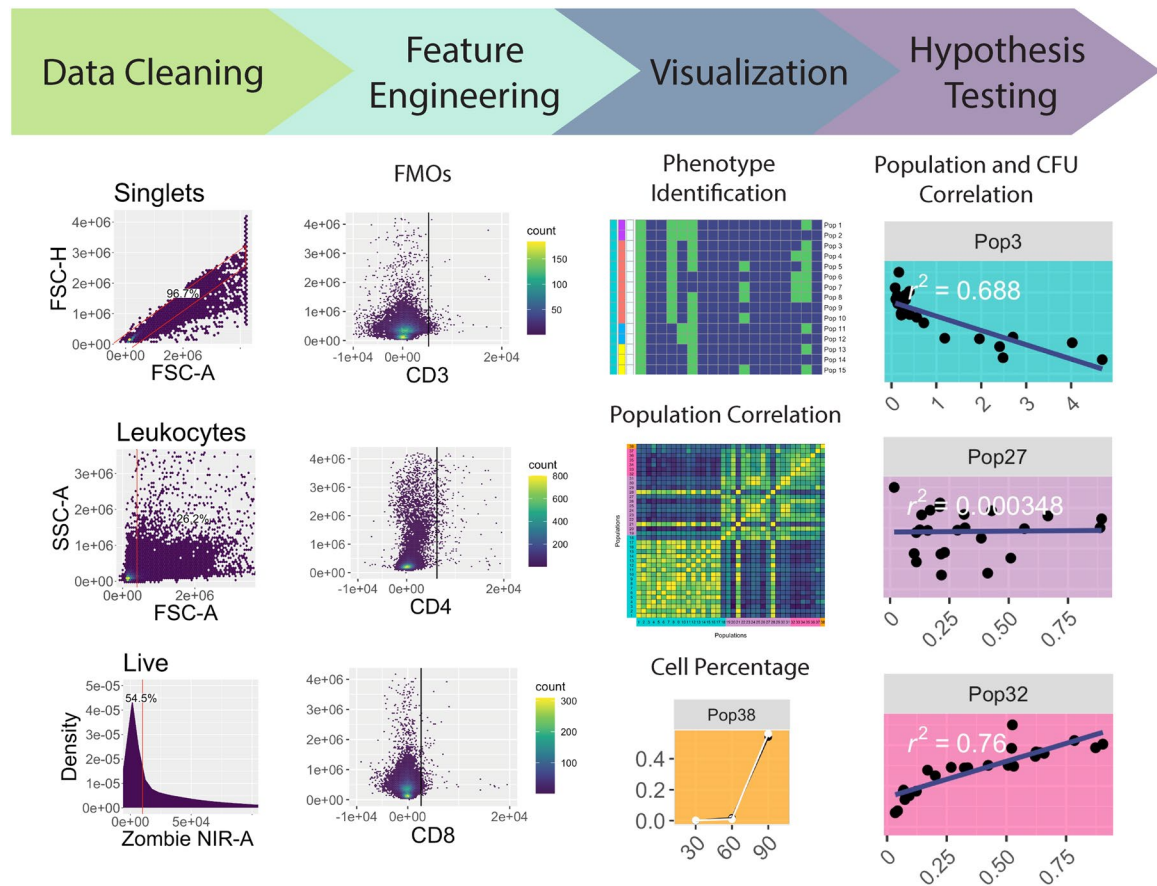 Data Cleaning
Feature
Engineering
Visualization
Hypothesis
Testing
Singlets
4e+06
3e+06
2e+06
1e+06
0e+00
FSC-H
96.7%
0e+00 2e+06
FSC-A
Leukocytes
3e+06
2e+06
1e+06
0e+00
SSC-A
26.2%
0e+00
FSC-A
Live
5e-05
4e-05
3e-05
2e-05
1e-05
0e+00
Density
54.5%
0e+00 5e+04
Zombie NIR-A
FMOs
4e+06
3e+06
2e+06
1e+06
0e+00
-1e+04 0e+00 2e+04
CD3
count
150
100
50
4e+06
3e+06
2e+06
1e+06
0e+00
-1e+04 0e+00 2e+04
CD4
count
800
600
400
200
4e+06
3e+06
2e+06
1e+06
0e+00
-1e+04 0e+00 2e+04
CD8
count
300
200
100
Phenotype
Identification
Pop 1
Pop 2
Pop 3
Pop 4
Pop 5
Pop 6
Pop 7
Pop 8
Pop 9
Pop 10
Pop 11
Pop 12
Pop 13
Pop 14
Pop 15
Population Correlation
Populations
Populations
Cell Percentage
Pop38
0.4
0.2
0.0
30 60 90
Population and CFU
Correlation
Pop3
r² = 0.688
0 1 2 3 4
Pop27
r² = 0.000348
0 0.25 0.50 0.75
Pop32
r² = 0.76
0 0.25 0.50 0.75